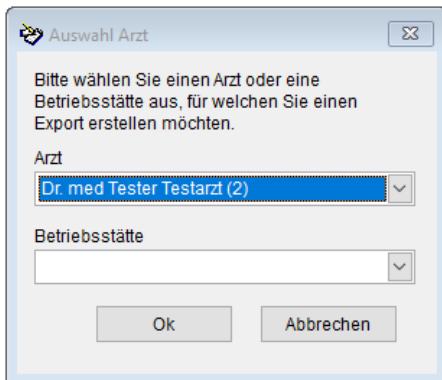 Auswahl Arzt
Bitte wählen Sie einen Arzt oder eine
Betriebsstätte aus, für welchen Sie einen
Export erstellen möchten.
Arzt
Dr. med Tester Testarzt (2)
Betriebsstätte
Ok
Abbrechen